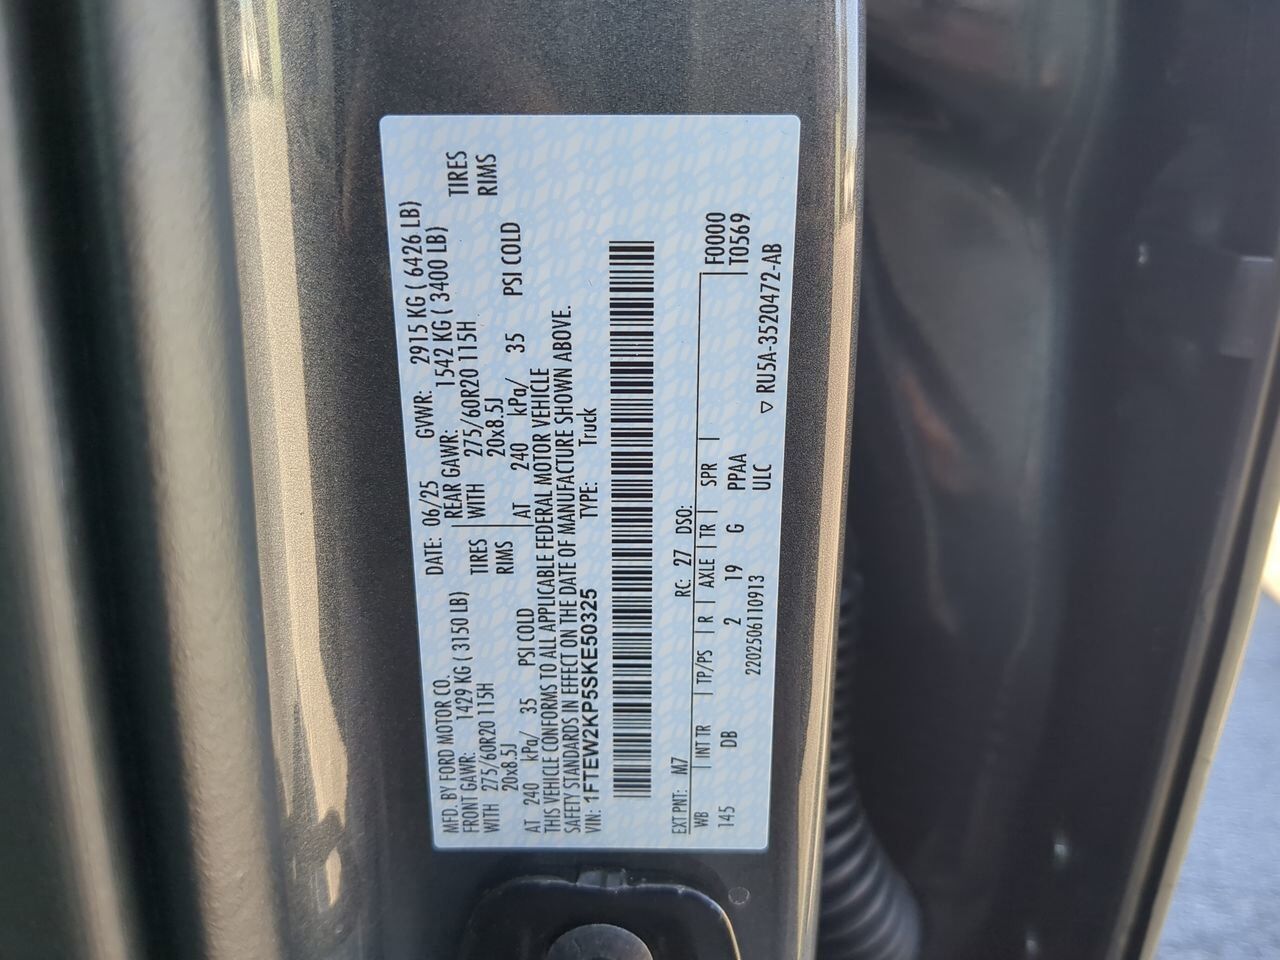 MFD. BY FORD MOTOR CO. DATE: 06/25 GVWR: 2915 KG ( 6426 LB)
FRONT GAWR: 1429 KG ( 3150 LB) REAR GAWR: 1542 KG ( 3400 LB)
WITH 275/60R20 115H TIRES WITH 275/60R20 115H TIRES
20x8.5J RIMS 20x8.5J RIMS
AT 240 kPa/ 35 PSI COLD AT 240 kPa/ 35 PSI COLD
THIS VEHICLE CONFORMS TO ALL APPLICABLE FEDERAL MOTOR VEHICLE
SAFETY STANDARDS IN EFFECT ON THE DATE OF MANUFACTURE SHOWN ABOVE.
VIN: 1FTEW2KP5SKE50325 TYPE: Truck
EXT PNT: M7 RC: 27 DSO:
WB | INT TR | TP/PS | R | AXLE | TR | SPR | F0000
145 DB 2 19 G PPAA T0569
2202506110913 ULC ▽ RU5A-3520472-AB